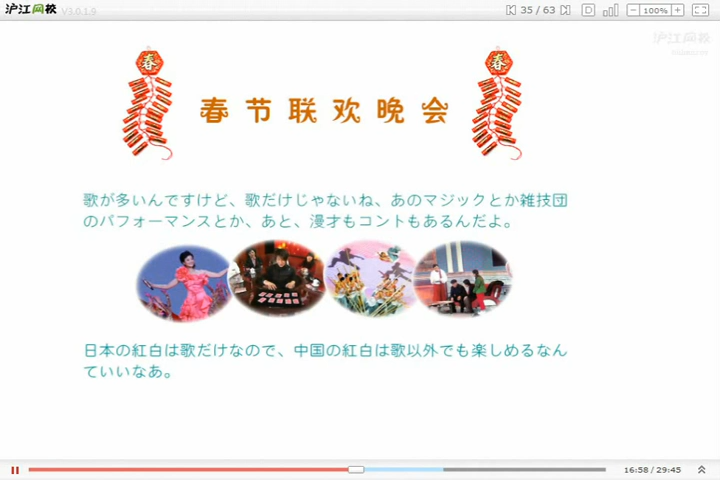 沪江网校 V3.0.1.9
35 / 63
100%
沪江网校
春
春
春节联欢晚会
歌が多いんですけど、歌だけじゃないね、あのマジックとか雑技団
のパフォーマンスとか、あと、漫才もコントもあるんだよ。
日本の紅白は歌だけなので、中国の紅白は歌以外でも楽しめるなん
ていいなあ。
16:58 / 29:45